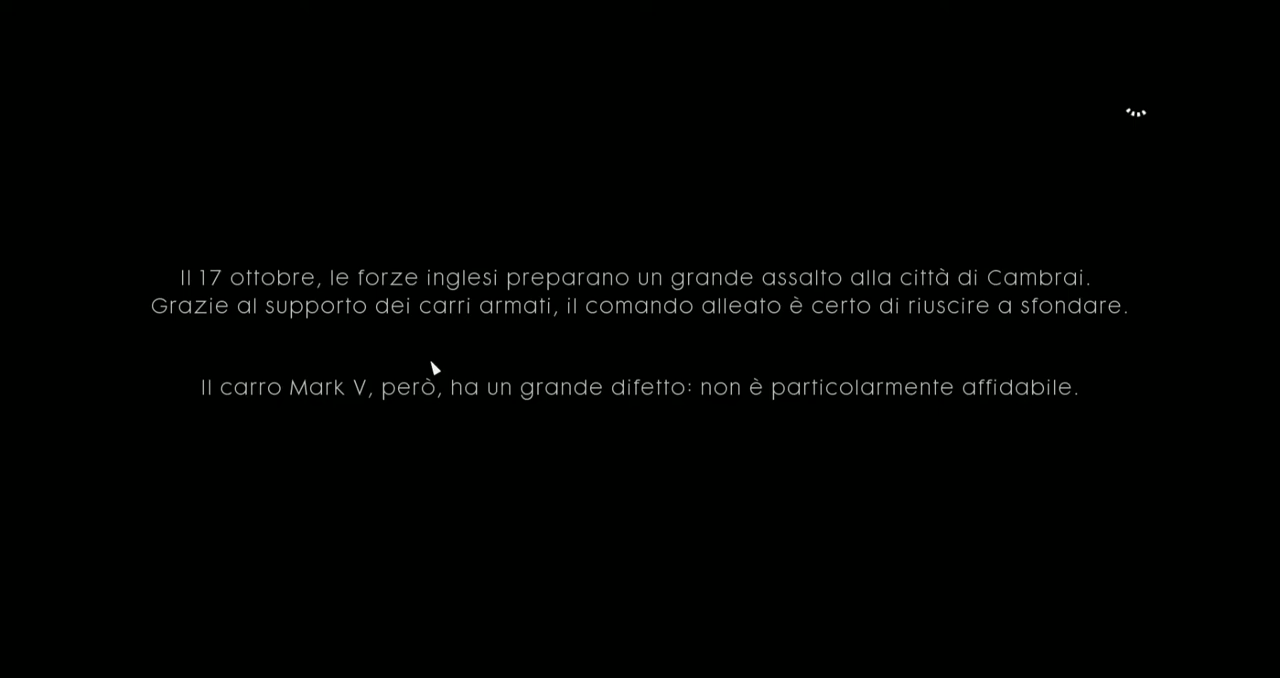 Il 17 ottobre, le forze inglesi preparano un grande assalto alla città di Cambrai.
Grazie al supporto dei carri armati, il comando alleato è certo di riuscire a sfondare.
Il carro Mark V, però, ha un grande difetto: non è particolarmente affidabile.